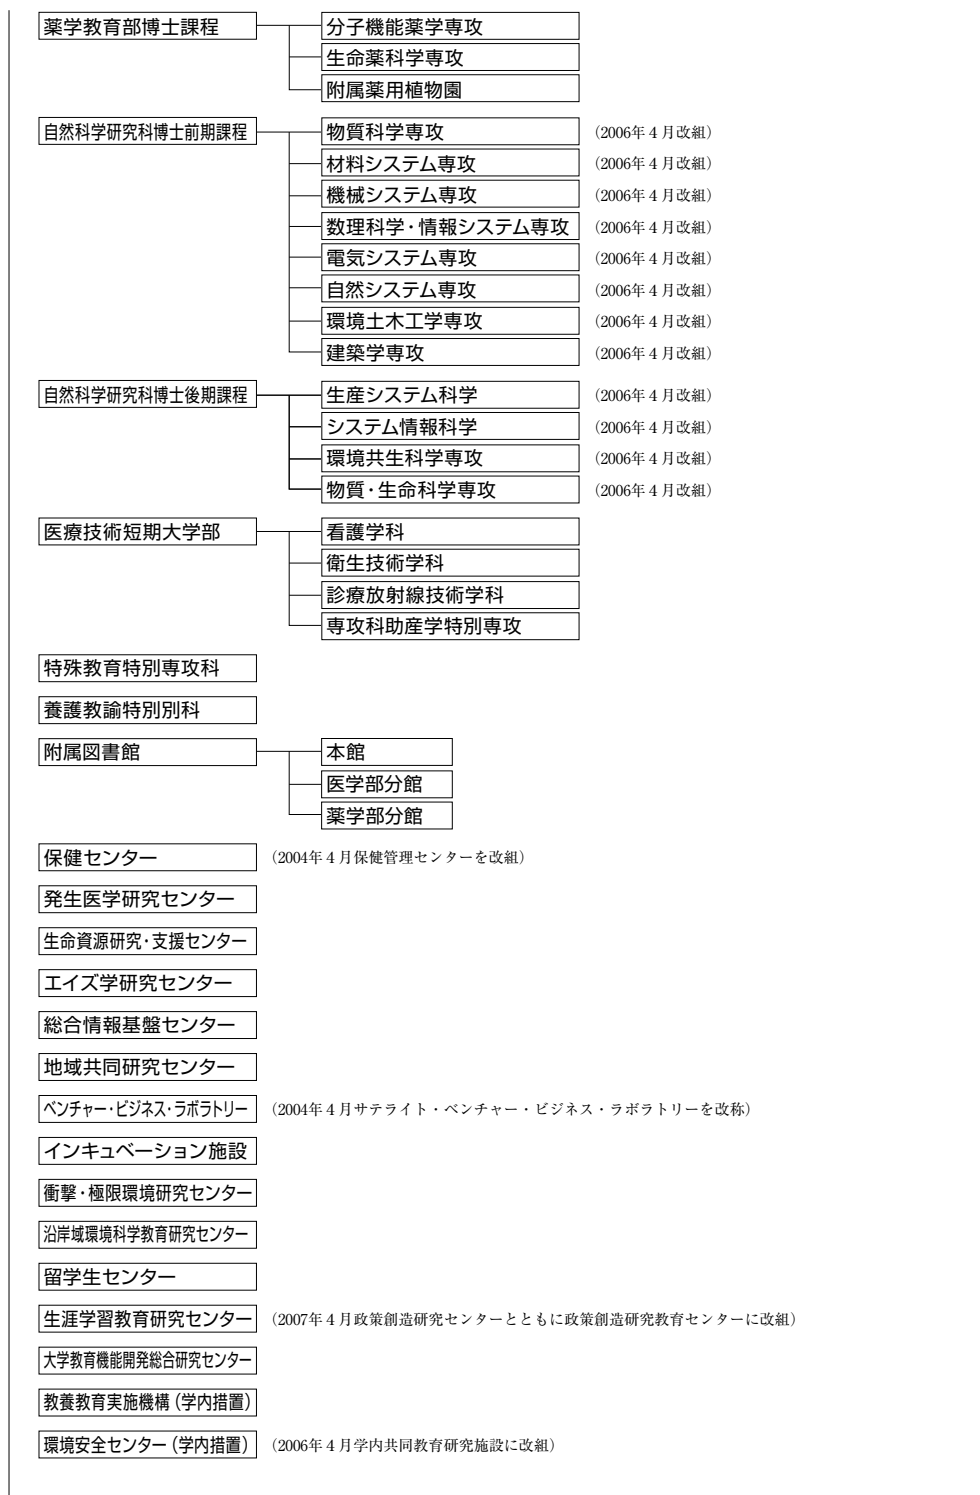 薬学教育部博士課程 分子機能薬学専攻
生命薬科学専攻
附属薬用植物園
自然科学研究科博士前期課程 物質科学専攻 （2006年４月改組）
材料システム専攻 （2006年４月改組）
機械システム専攻 （2006年４月改組）
数理科学・情報システム専攻 （2006年４月改組）
電気システム専攻 （2006年４月改組）
自然システム専攻 （2006年４月改組）
環境土木工学専攻 （2006年４月改組）
建築学専攻 （2006年４月改組）
自然科学研究科博士後期課程 生産システム科学 （2006年４月改組）
システム情報科学 （2006年４月改組）
環境共生科学専攻 （2006年４月改組）
物質・生命科学専攻 （2006年４月改組）
医療技術短期大学部 看護学科
衛生技術学科
診療放射線技術学科
専攻科助産学特別専攻
特殊教育特別専攻科
養護教諭特別別科
附属図書館 本館
医学部分館
薬学部分館
保健センター （2004年４月保健管理センターを改組）
発生医学研究センター
生命資源研究・支援センター
エイズ学研究センター
総合情報基盤センター
地域共同研究センター
ベンチャー・ビジネス・ラボラトリー （2004年４月サテライト・ベンチャー・ビジネス・ラボラトリーを改称）
インキュベーション施設
衝撃・極限環境研究センター
沿岸域環境科学教育研究センター
留学生センター
生涯学習教育研究センター （2007年４月政策創造研究センターとともに政策創造研究教育センターに改組）
大学教育機能開発総合研究センター
教養教育実施機構（学内措置）
環境安全センター（学内措置） （2006年４月学内共同教育研究施設に改組）